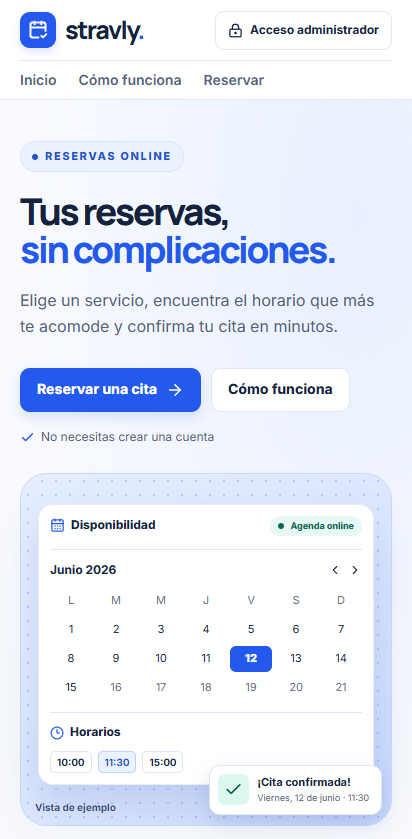 stravly.
Acceso administrador
Inicio Cómo funciona Reservar
RESERVAS ONLINE
Tus reservas,
sin complicaciones.
Elige un servicio, encuentra el horario que más
te acomode y confirma tu cita en minutos.
Reservar una cita
Cómo funciona
No necesitas crear una cuenta
Disponibilidad
Agenda online
Junio 2026
L M M J V S D
1 2 3 4 5 6 7
8 9 10 11 12 13 14
15 16 17 18 19 20 21
Horarios
10:00 11:30 15:00
¡Cita confirmada!
Viernes, 12 de junio · 11:30
Vista de ejemplo